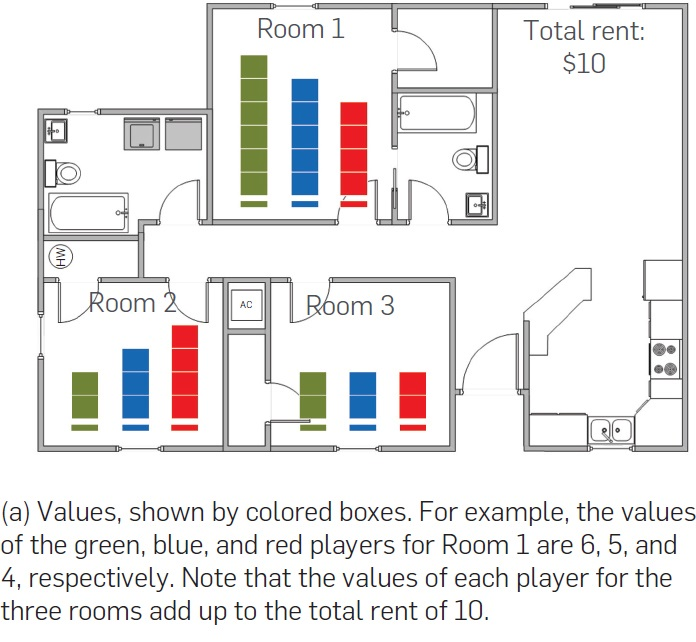 Room 1
Total rent:
$10
HW
Room 2
AC
Room 3
(a) Values, shown by colored boxes. For example, the values
of the green, blue, and red players for Room 1 are 6, 5, and
4, respectively. Note that the values of each player for the
three rooms add up to the total rent of 10.